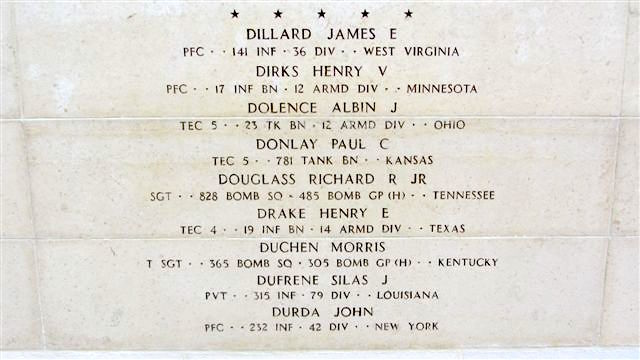 ★ ★ ★ ★ ★
DILLARD JAMES E
PFC · · 141 INF · 36 DIV · · WEST VIRGINIA
DIRKS HENRY V
PFC · · 17 INF BN · 12 ARMD DIV · · MINNESOTA
DOLENCE ALBIN J
TEC 5 · · 23 TK BN · 12 ARMD DIV · · OHIO
DONLAY PAUL C
TEC 5 · · 781 TANK BN · · KANSAS
DOUGLASS RICHARD R JR
SGT · · 828 BOMB SQ · 485 BOMB GP (H) · · TENNESSEE
DRAKE HENRY E
TEC 4 · · 19 INF BN · 14 ARMD DIV · · TEXAS
DUCHEN MORRIS
T SGT · · 365 BOMB SQ · 305 BOMB GP (H) · · KENTUCKY
DUFRENE SILAS J
PVT · · 315 INF · 79 DIV · · LOUISIANA
DURDA JOHN
PFC · · 232 INF · 42 DIV · · NEW YORK